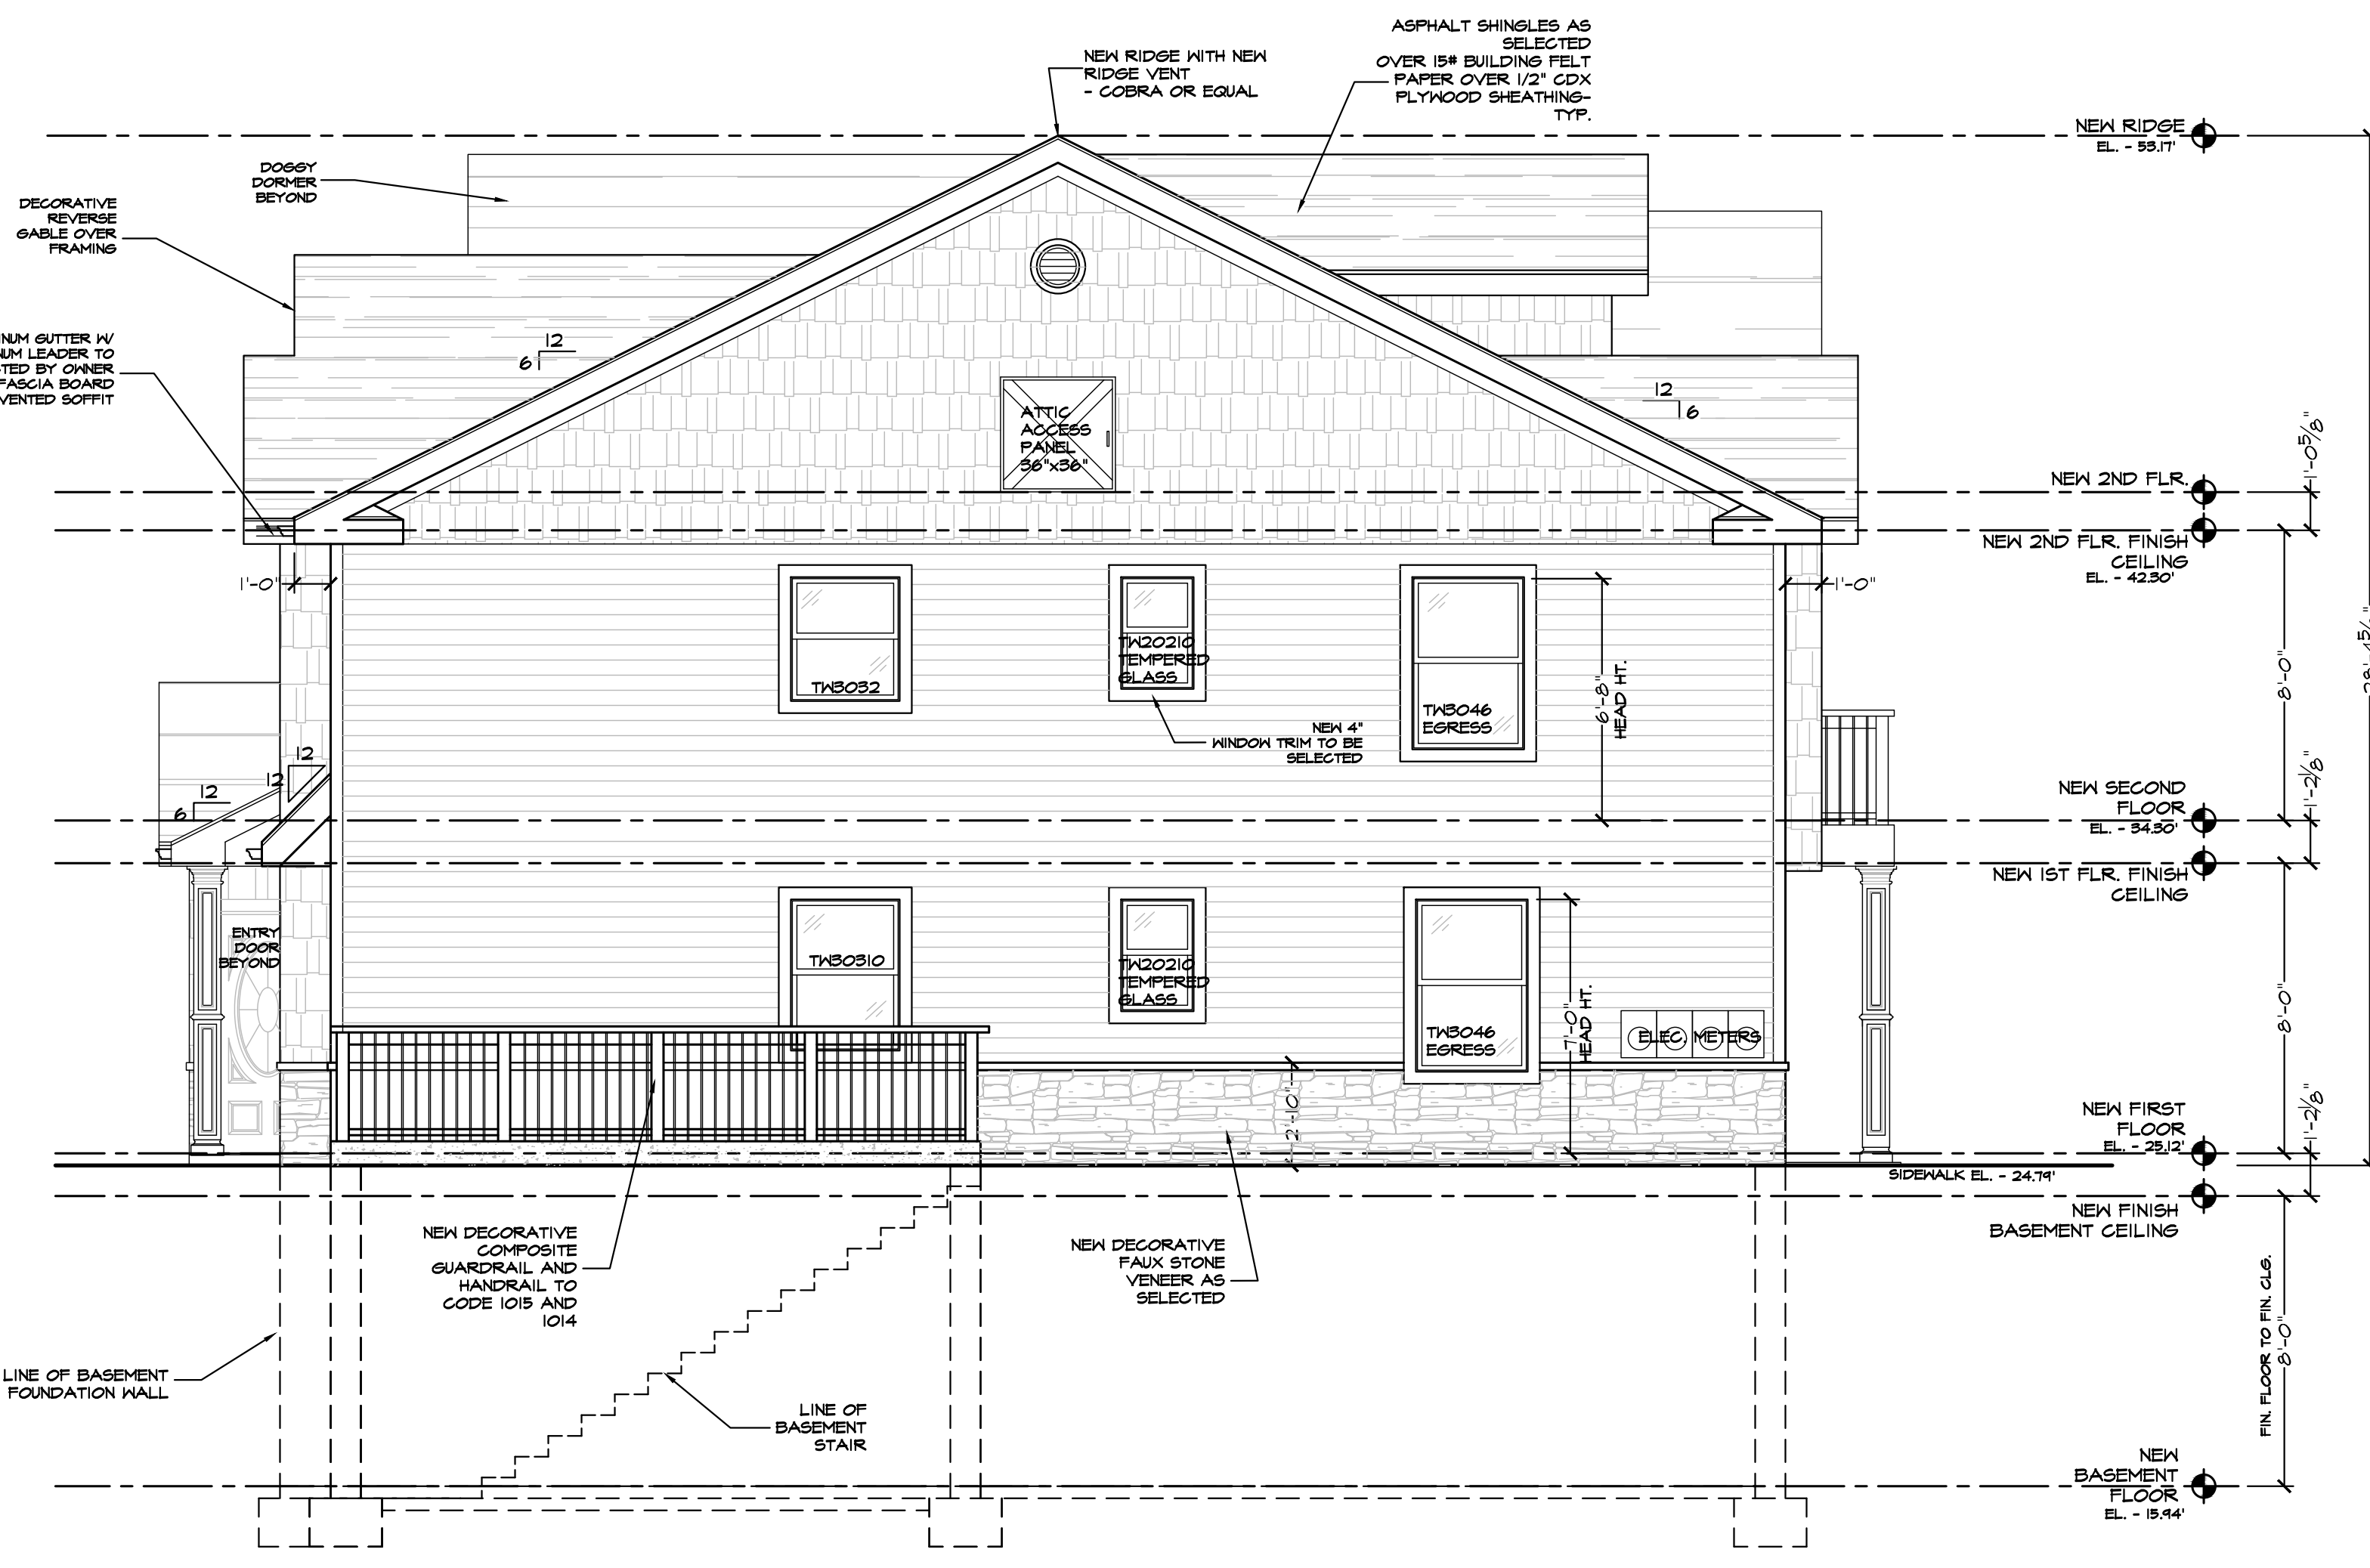 ASPHALT SHINGLES AS
SELECTED
OVER 15# BUILDING FELT
PAPER OVER 1/2" CDX
PLYWOOD SHEATHING-
TYP.
NEW RIDGE WITH NEW
RIDGE VENT
- COBRA OR EQUAL
NEW RIDGE
EL. - 53.17'
DOGGY
DORMER
BEYOND
DECORATIVE
REVERSE
GABLE OVER
FRAMING
NUM GUTTER W/
NUM LEADER TO
TED BY OWNER
FASCIA BOARD
VENTED SOFFIT
12
6
12
6
ATTIC
ACCESS
PANEL
36"x36"
1'-0 5/8"
NEW 2ND FLR.
NEW 2ND FLR. FINISH
CEILING
EL. - 42.30'
1'-0"
1'-0"
TW3032
TW20210
TEMPERED
GLASS
TW3046
EGRESS
6'-8"
HEAD HT.
8'-0"
NEW 4"
WINDOW TRIM TO BE
SELECTED
12
12
12
6
NEW SECOND
FLOOR
EL. - 34.30'
1'-2/8"
NEW 1ST FLR. FINISH
CEILING
ENTRY
DOOR
BEYOND
TW30310
TW20210
TEMPERED
GLASS
TW3046
EGRESS
7'-0"
HEAD HT.
ELEC. METERS
8'-0"
2'-10"
NEW FIRST
FLOOR
EL. - 25.12'
1'-2/8"
SIDEWALK EL. - 24.79'
NEW FINISH
BASEMENT CEILING
NEW DECORATIVE
COMPOSITE
GUARDRAIL AND
HANDRAIL TO
CODE 1015 AND
1014
NEW DECORATIVE
FAUX STONE
VENEER AS
SELECTED
FIN. FLOOR TO FIN. CLG.
8'-0"
LINE OF BASEMENT
FOUNDATION WALL
LINE OF
BASEMENT
STAIR
NEW
BASEMENT
FLOOR
EL. - 15.94'